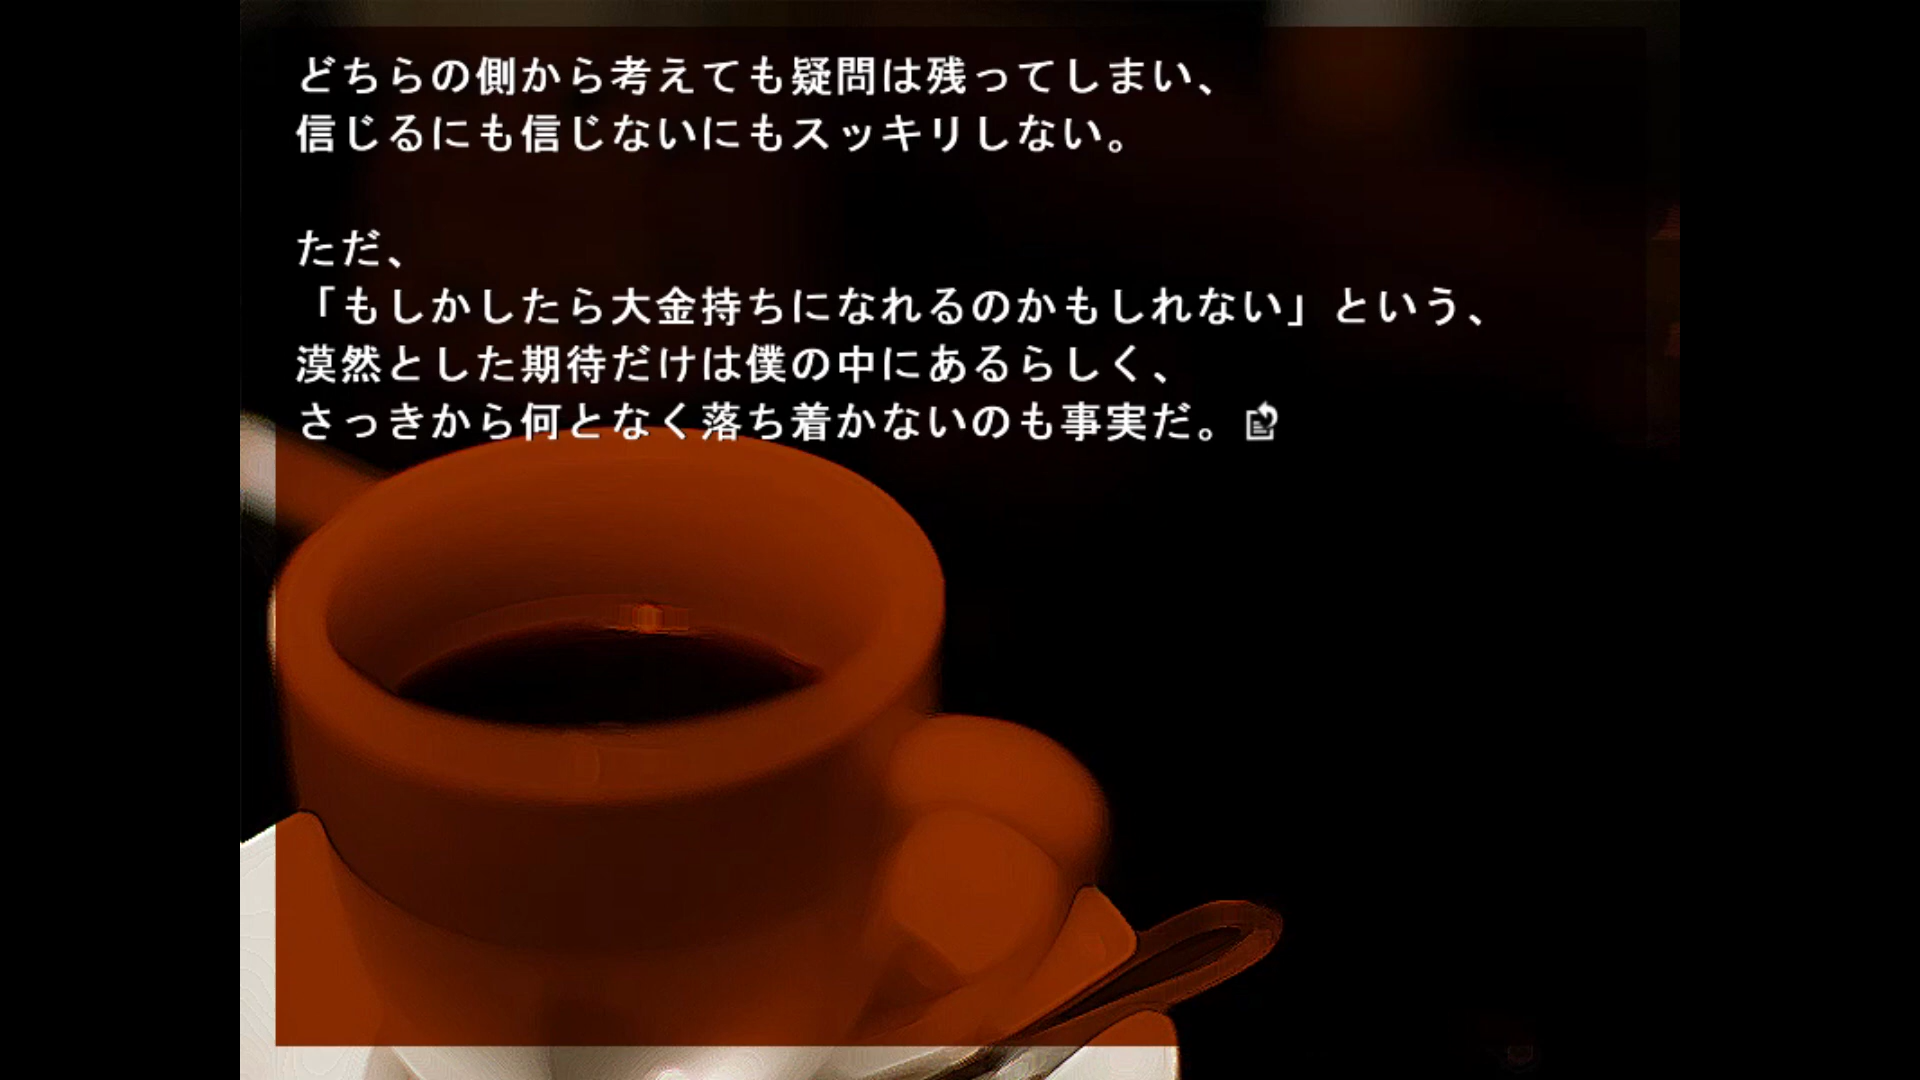 どちらの側から考えても疑問は残ってしまい、
信じるにも信じないにもスッキリしない。
ただ、
「もしかしたら大金持ちになれるのかもしれない」という、
漠然とした期待だけは僕の中にあるらしく、
さっきから何となく落ち着かないのも事実だ。